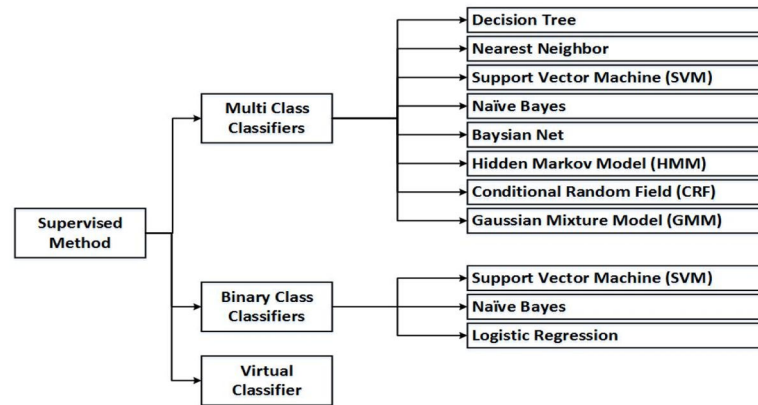 Supervised
Method
Multi Class
Classifiers
Decision Tree
Nearest Neighbor
Support Vector Machine (SVM)
Naïve Bayes
Baysian Net
Hidden Markov Model (HMM)
Conditional Random Field (CRF)
Gaussian Mixture Model (GMM)
Binary Class
Classifiers
Support Vector Machine (SVM)
Naïve Bayes
Logistic Regression
Virtual
Classifier